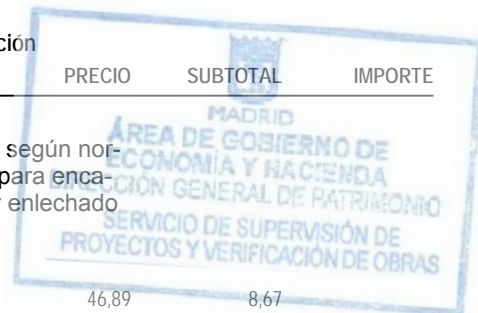 ción
PRECIO SUBTOTAL IMPORTE
MADRID
ÁREA DE GOBIERNO DE
ECONOMÍA Y HACIENDA
DIRECCIÓN GENERAL DE PATRIMONIO
SERVICIO DE SUPERVISIÓN DE
PROYECTOS Y VERIFICACIÓN DE OBRAS
según nor-
para enca-
enlechado
46,89 8,67